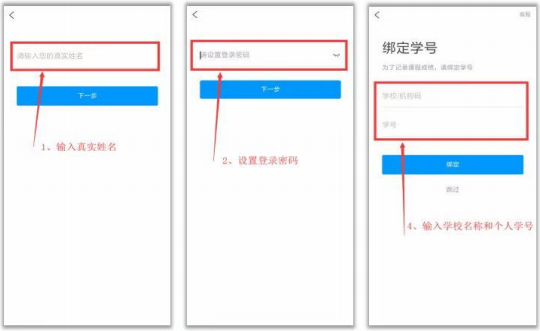 请输入您的真实姓名
下一步
1、输入真实姓名
请设置登录密码
下一步
2、设置登录密码
客服
绑定学号
为了记录课程成绩，请绑定学号
学校/机构码
学号
绑定
跳过
4、输入学校名称和个人学号